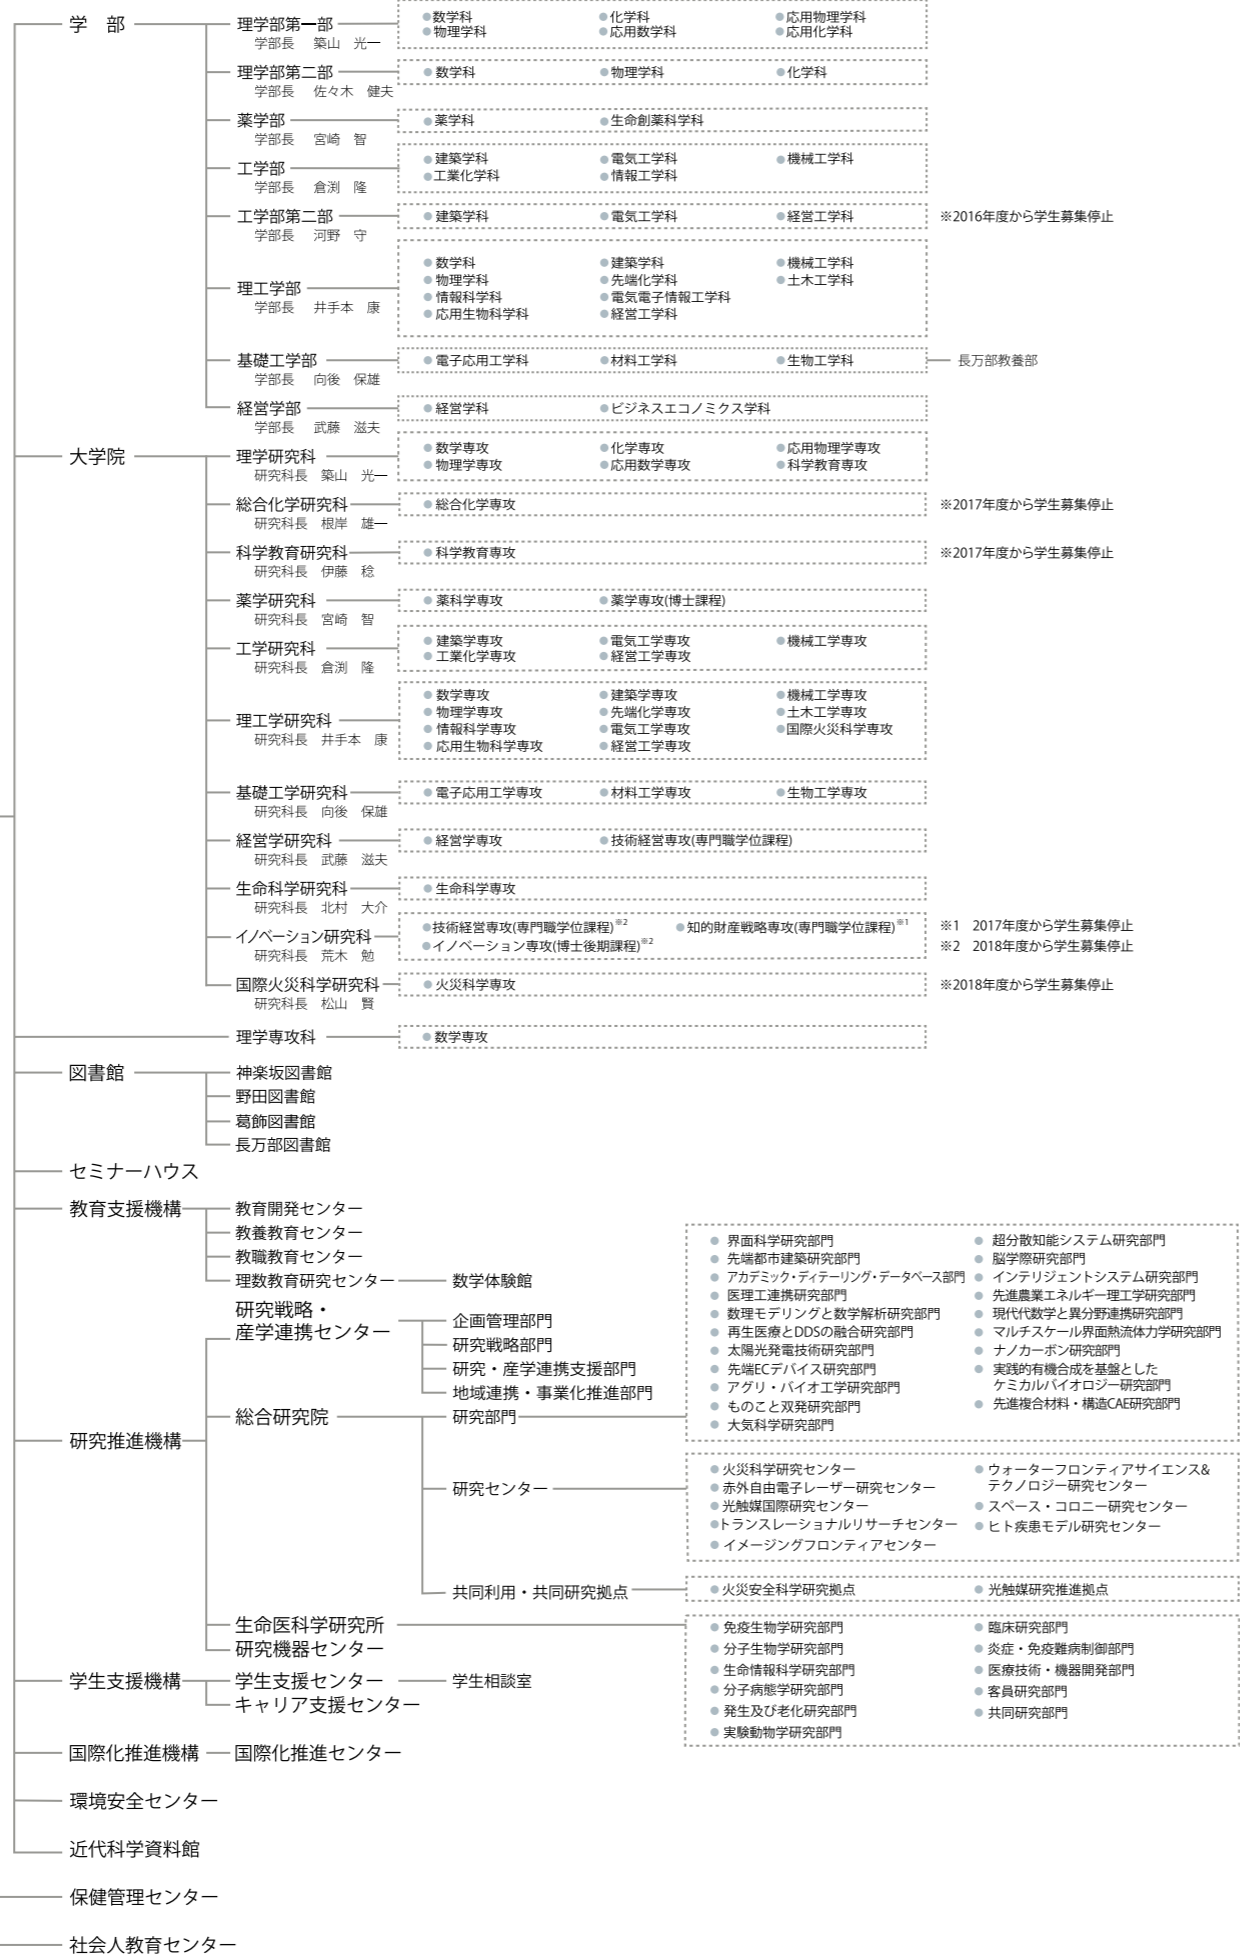 学　部
理学部第一部
学部長　築山　光一
●数学科　●化学科　●応用物理学科
●物理学科　●応用数学科　●応用化学科
理学部第二部
学部長　佐々木　健夫
●数学科　●物理学科　●化学科
薬学部
学部長　宮崎　智
●薬学科　●生命創薬科学科
工学部
学部長　倉渕　隆
●建築学科　●電気工学科　●機械工学科
●工業化学科　●情報工学科
工学部第二部
学部長　河野　守
●建築学科　●電気工学科　●経営工学科
※2016年度から学生募集停止
理工学部
学部長　井手本　康
●数学科　●建築学科　●機械工学科
●物理学科　●先端化学科　●土木工学科
●情報科学科　●電気電子情報工学科
●応用生物科学科　●経営工学科
基礎工学部
学部長　向後　保雄
●電子応用工学科　●材料工学科　●生物工学科
長万部教養部
経営学部
学部長　武藤　滋夫
●経営学科　●ビジネスエコノミクス学科
大学院
理学研究科
研究科長　築山　光一
●数学専攻　●化学専攻　●応用物理学専攻
●物理学専攻　●応用数学専攻　●科学教育専攻
総合化学研究科
研究科長　根岸　雄一
●総合化学専攻
※2017年度から学生募集停止
科学教育研究科
研究科長　伊藤　稔
●科学教育専攻
※2017年度から学生募集停止
薬学研究科
研究科長　宮崎　智
●薬科学専攻　●薬学専攻(博士課程)
工学研究科
研究科長　倉渕　隆
●建築学専攻　●電気工学専攻　●機械工学専攻
●工業化学専攻　●経営工学専攻
理工学研究科
研究科長　井手本　康
●数学専攻　●建築学専攻　●機械工学専攻
●物理学専攻　●先端化学専攻　●土木工学専攻
●情報科学専攻　●電気工学専攻　●国際火災科学専攻
●応用生物科学専攻　●経営工学専攻
基礎工学研究科
研究科長　向後　保雄
●電子応用工学専攻　●材料工学専攻　●生物工学専攻
経営学研究科
研究科長　武藤　滋夫
●経営学専攻　●技術経営専攻(専門職学位課程)
生命科学研究科
研究科長　北村　大介
●生命科学専攻
イノベーション研究科
研究科長　荒木　勉
●技術経営専攻(専門職学位課程)※2　●知的財産戦略専攻(専門職学位課程)※1
●イノベーション専攻(博士後期課程)※2
※1　2017年度から学生募集停止
※2　2018年度から学生募集停止
国際火災科学研究科
研究科長　松山　賢
●火災科学専攻
※2018年度から学生募集停止
理学専攻科
●数学専攻
図書館
神楽坂図書館
野田図書館
葛飾図書館
長万部図書館
セミナーハウス
教育支援機構
教育開発センター
教養教育センター
教職教育センター
理数教育研究センター
数学体験館
研究推進機構
研究戦略・
産学連携センター
企画管理部門
研究戦略部門
研究・産学連携支援部門
地域連携・事業化推進部門
総合研究院
研究部門
●界面科学研究部門　●超分散知能システム研究部門
●先端都市建築研究部門　●脳学際研究部門
●アカデミック・ディテーリング・データベース部門　●インテリジェントシステム研究部門
●医理工連携研究部門　●先進農業エネルギー理工学研究部門
●数理モデリングと数学解析研究部門　●現代代数学と異分野連携研究部門
●再生医療とDDSの融合研究部門　●マルチスケール界面熱流体力学研究部門
●太陽光発電技術研究部門　●ナノカーボン研究部門
●先端ECデバイス研究部門　●実践的有機合成を基盤とした
●アグリ・バイオ工学研究部門　ケミカルバイオロジー研究部門
●ものこと双発研究部門　●先進複合材料・構造CAE研究部門
●大気科学研究部門
研究センター
●火災科学研究センター　●ウォーターフロンティアサイエンス&
●赤外自由電子レーザー研究センター　テクノロジー研究センター
●光触媒国際研究センター　●スペース・コロニー研究センター
●トランスレーショナルリサーチセンター　●ヒト疾患モデル研究センター
●イメージングフロンティアセンター
共同利用・共同研究拠点
●火災安全科学研究拠点　●光触媒研究推進拠点
生命医科学研究所
●免疫生物学研究部門　●臨床研究部門
●分子生物学研究部門　●炎症・免疫難病制御部門
●生命情報科学研究部門　●医療技術・機器開発部門
●分子病態学研究部門　●客員研究部門
●発生及び老化研究部門　●共同研究部門
●実験動物学研究部門
研究機器センター
学生支援機構
学生支援センター
学生相談室
キャリア支援センター
国際化推進機構
国際化推進センター
環境安全センター
近代科学資料館
保健管理センター
社会人教育センター